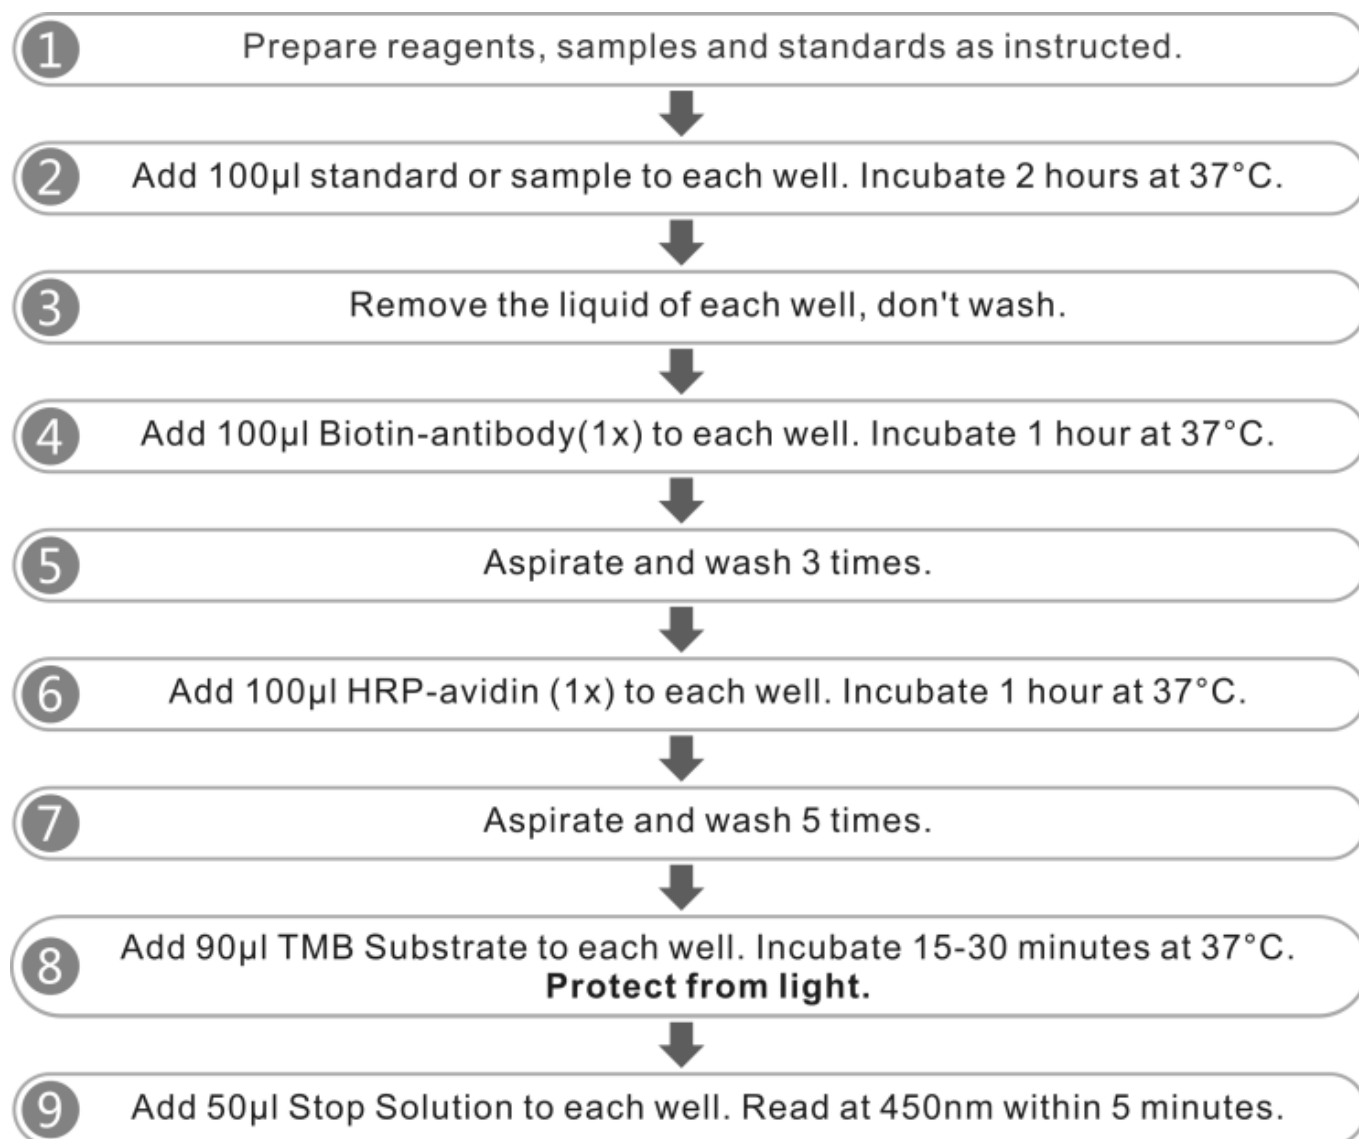 1 Prepare reagents, samples and standards as instructed.
2 Add 100µl standard or sample to each well. Incubate 2 hours at 37°C.
3 Remove the liquid of each well, don't wash.
4 Add 100µl Biotin-antibody(1x) to each well. Incubate 1 hour at 37°C.
5 Aspirate and wash 3 times.
6 Add 100µl HRP-avidin (1x) to each well. Incubate 1 hour at 37°C.
7 Aspirate and wash 5 times.
8 Add 90µl TMB Substrate to each well. Incubate 15-30 minutes at 37°C.
Protect from light.
9 Add 50µl Stop Solution to each well. Read at 450nm within 5 minutes.